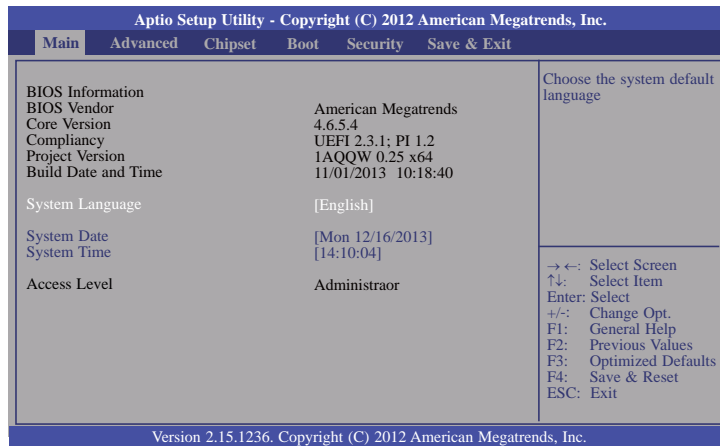 Aptio Setup Utility - Copyright (C) 2012 American Megatrends, Inc.
Main Advanced Chipset Boot Security Save & Exit
BIOS Information
BIOS Vendor American Megatrends
Core Version 4.6.5.4
Compliancy UEFI 2.3.1; PI 1.2
Project Version 1AQQW 0.25 x64
Build Date and Time 11/01/2013 10:18:40
System Language [English]
System Date [Mon 12/16/2013]
System Time [14:10:04]
Access Level Administraor
Choose the system default
language
→←: Select Screen
↑↓: Select Item
Enter: Select
+/-: Change Opt.
F1: General Help
F2: Previous Values
F3: Optimized Defaults
F4: Save & Reset
ESC: Exit
Version 2.15.1236. Copyright (C) 2012 American Megatrends, Inc.